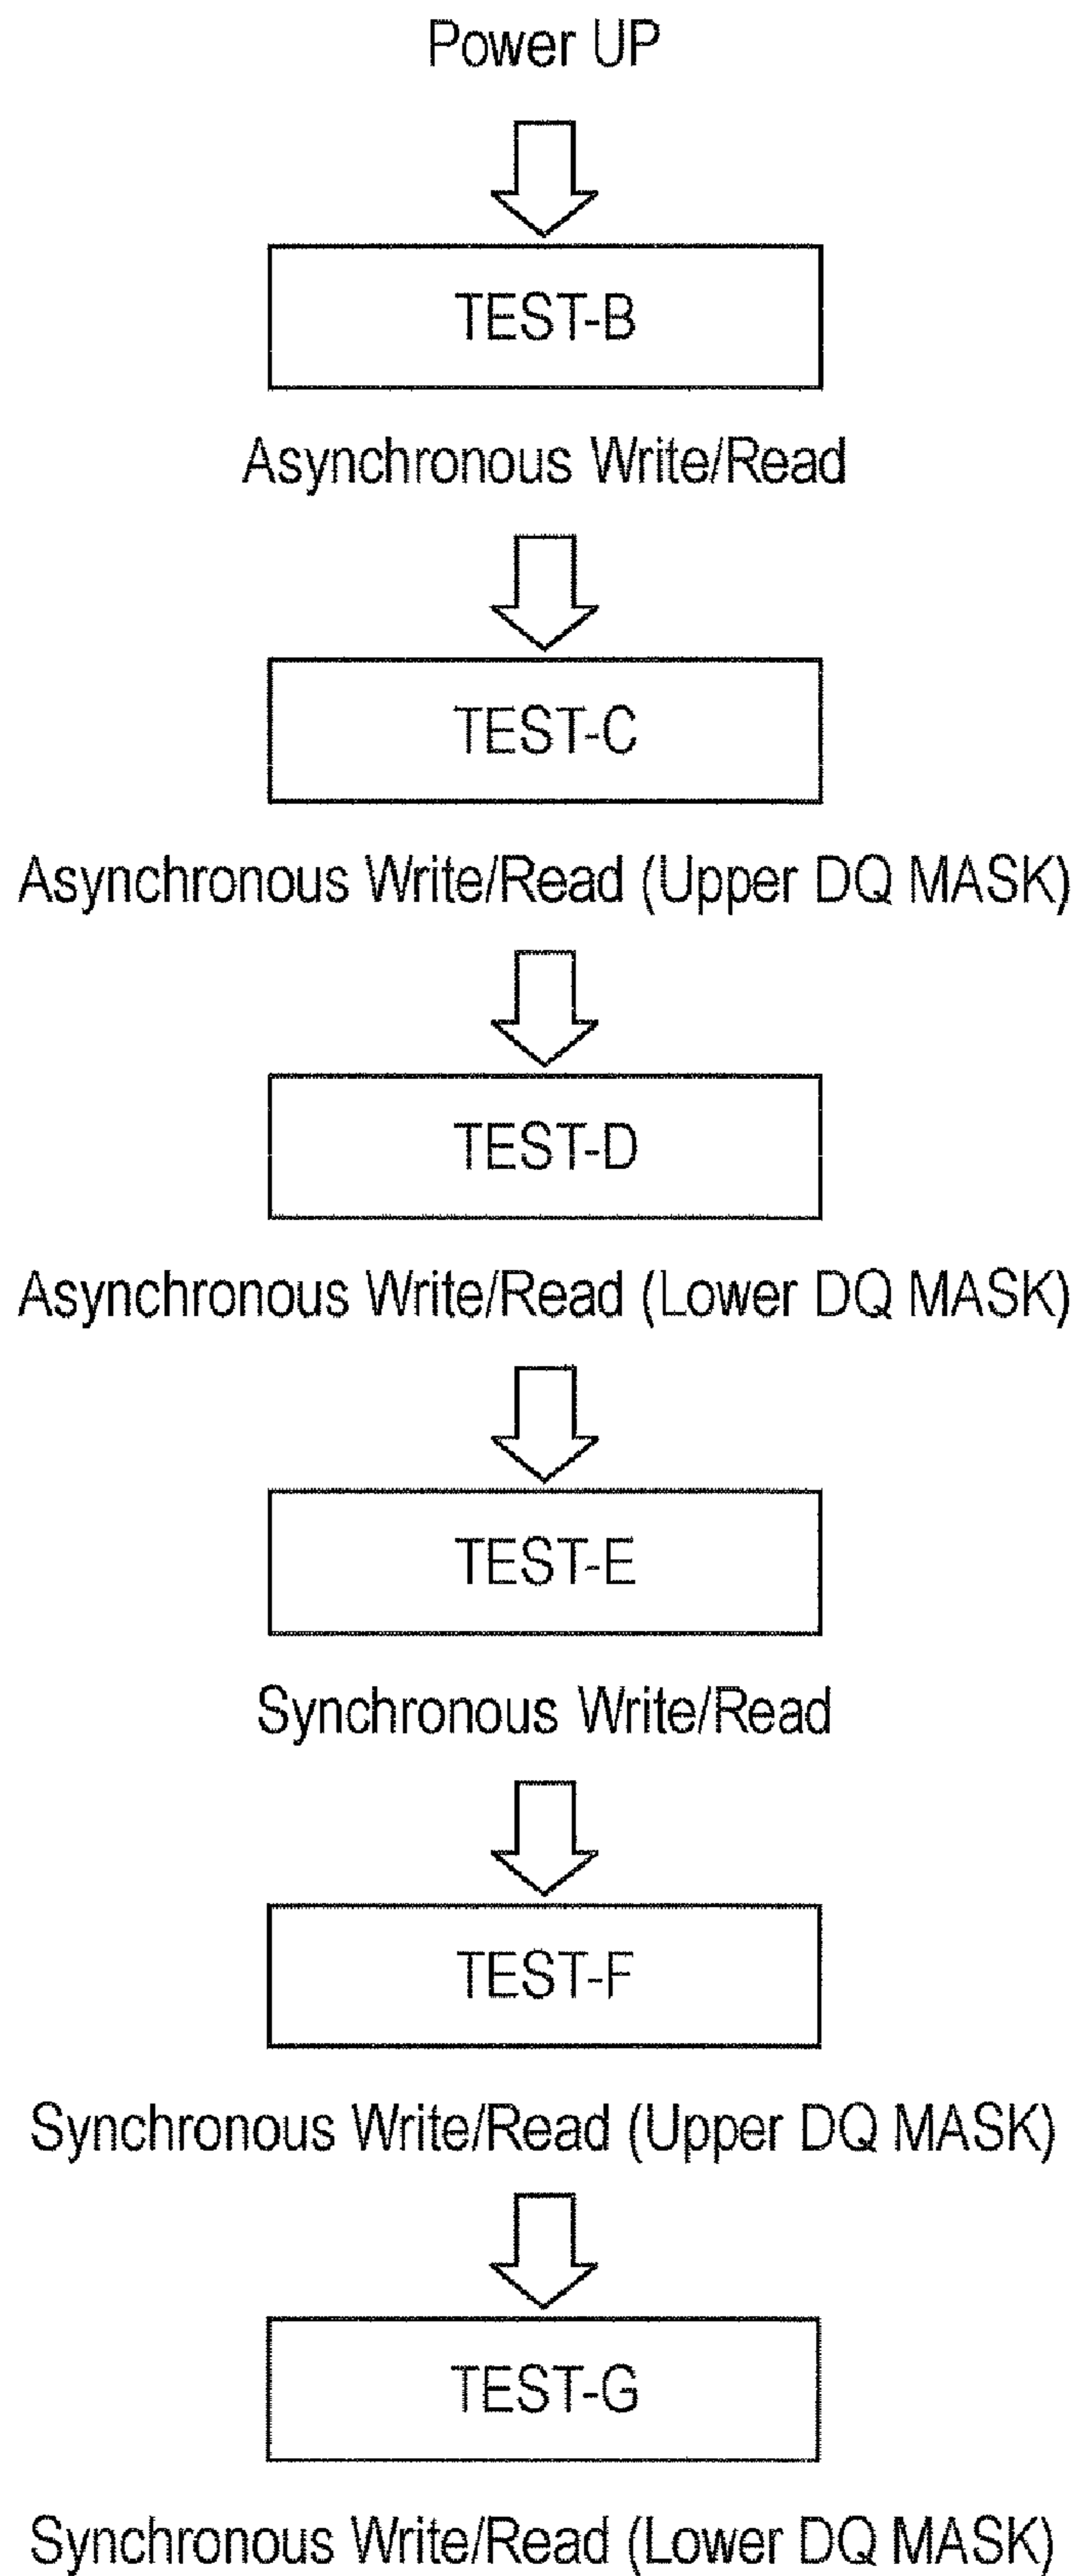 Power UP
TEST-B
Asynchronous Write/Read
TEST-C
Asynchronous Write/Read (Upper DQ MASK)
TEST-D
Asynchronous Write/Read (Lower DQ MASK)
TEST-E
Synchronous Write/Read
TEST-F
Synchronous Write/Read (Upper DQ MASK)
TEST-G
Synchronous Write/Read (Lower DQ MASK)